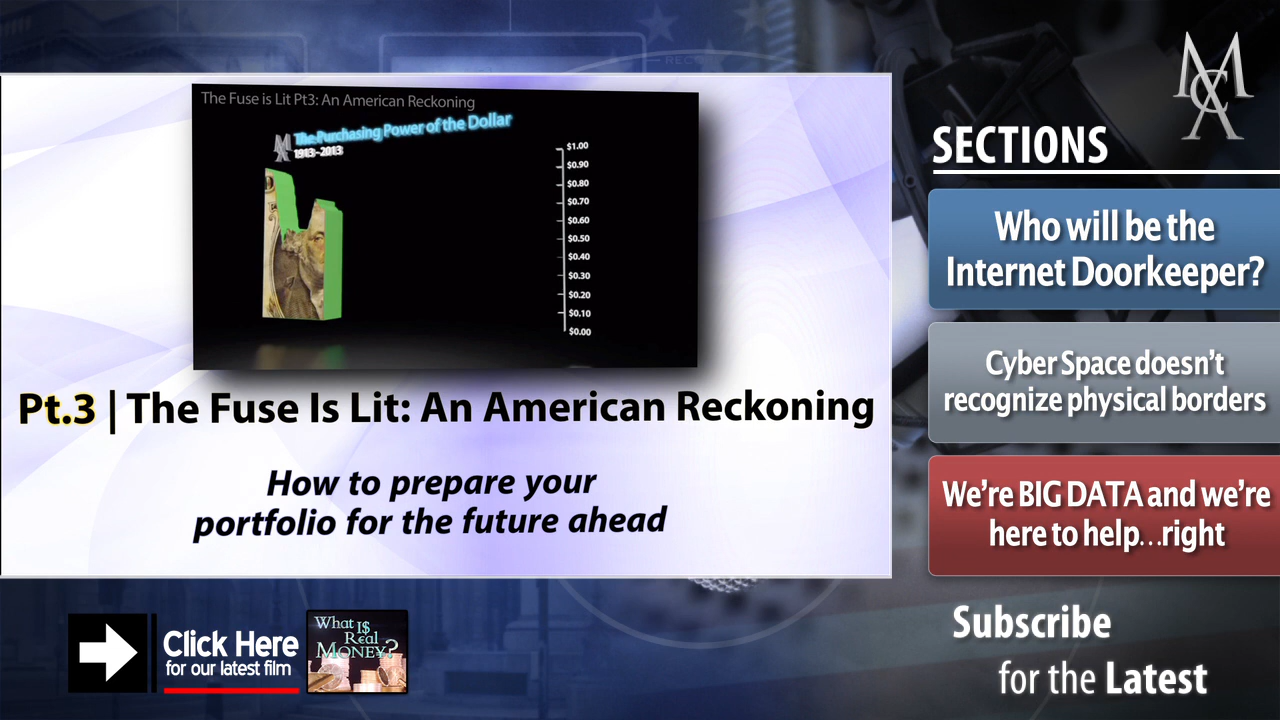 The Fuse is Lit Pt3: An American Reckoning
The Purchasing Power of the Dollar
1913-2013
$1.00
$0.90
$0.80
$0.70
$0.60
$0.50
$0.40
$0.30
$0.20
$0.10
$0.00
Pt.3 | The Fuse Is Lit: An American Reckoning
How to prepare your
portfolio for the future ahead
Click Here
for our latest film
What I$
Real
Money?
MCA
SECTIONS
Who will be the
Internet Doorkeeper?
Cyber Space doesn't
recognize physical borders
We're BIG DATA and we're
here to help...right
Subscribe
for the Latest